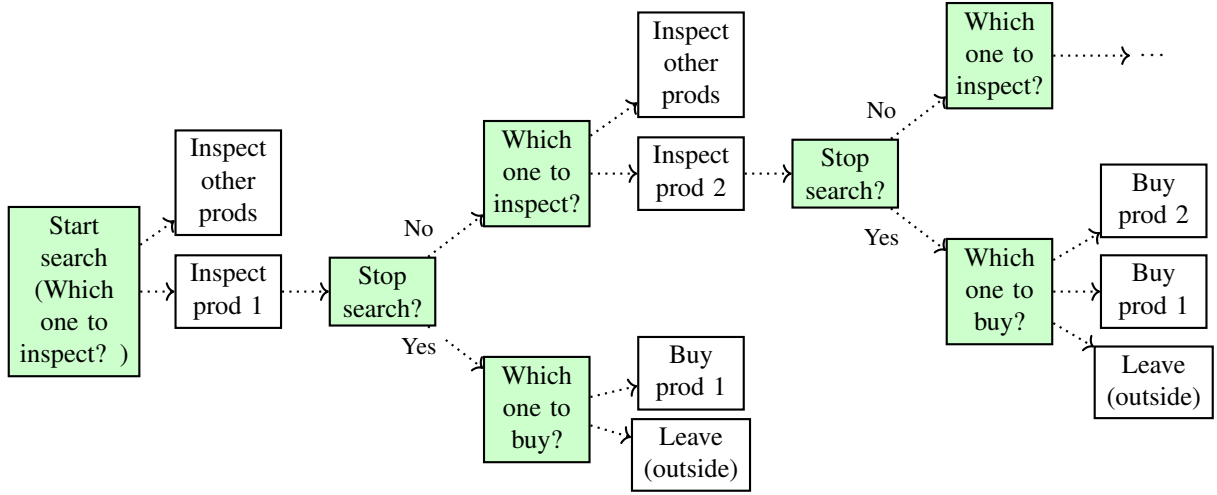 Start
search
(Which
one to
inspect? )
Inspect
other
prods
Inspect
prod 1
Stop
search?
No
Yes
Which
one to
inspect?
Which
one to
buy?
Inspect
other
prods
Inspect
prod 2
Buy
prod 1
Leave
(outside)
Stop
search?
No
Yes
Which
one to
inspect?
...
Which
one to
buy?
Buy
prod 2
Buy
prod 1
Leave
(outside)